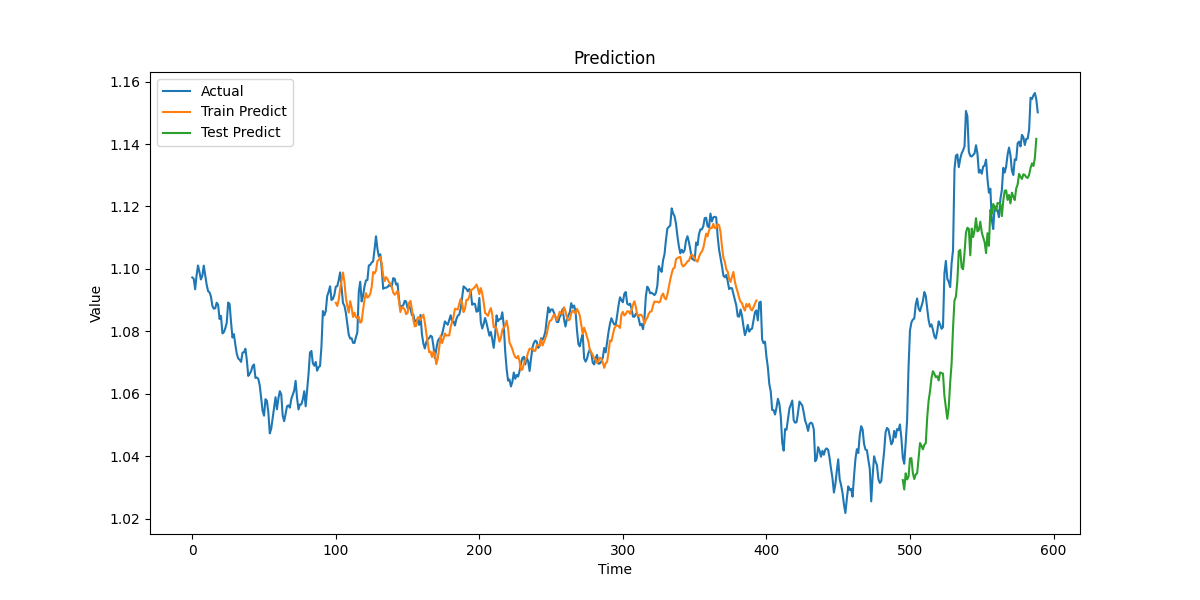 Prediction
Actual
Train Predict
Test Predict
1.16
1.14
1.12
1.10
1.08
1.06
1.04
1.02
Value
0 100 200 300 400 500 600
Time